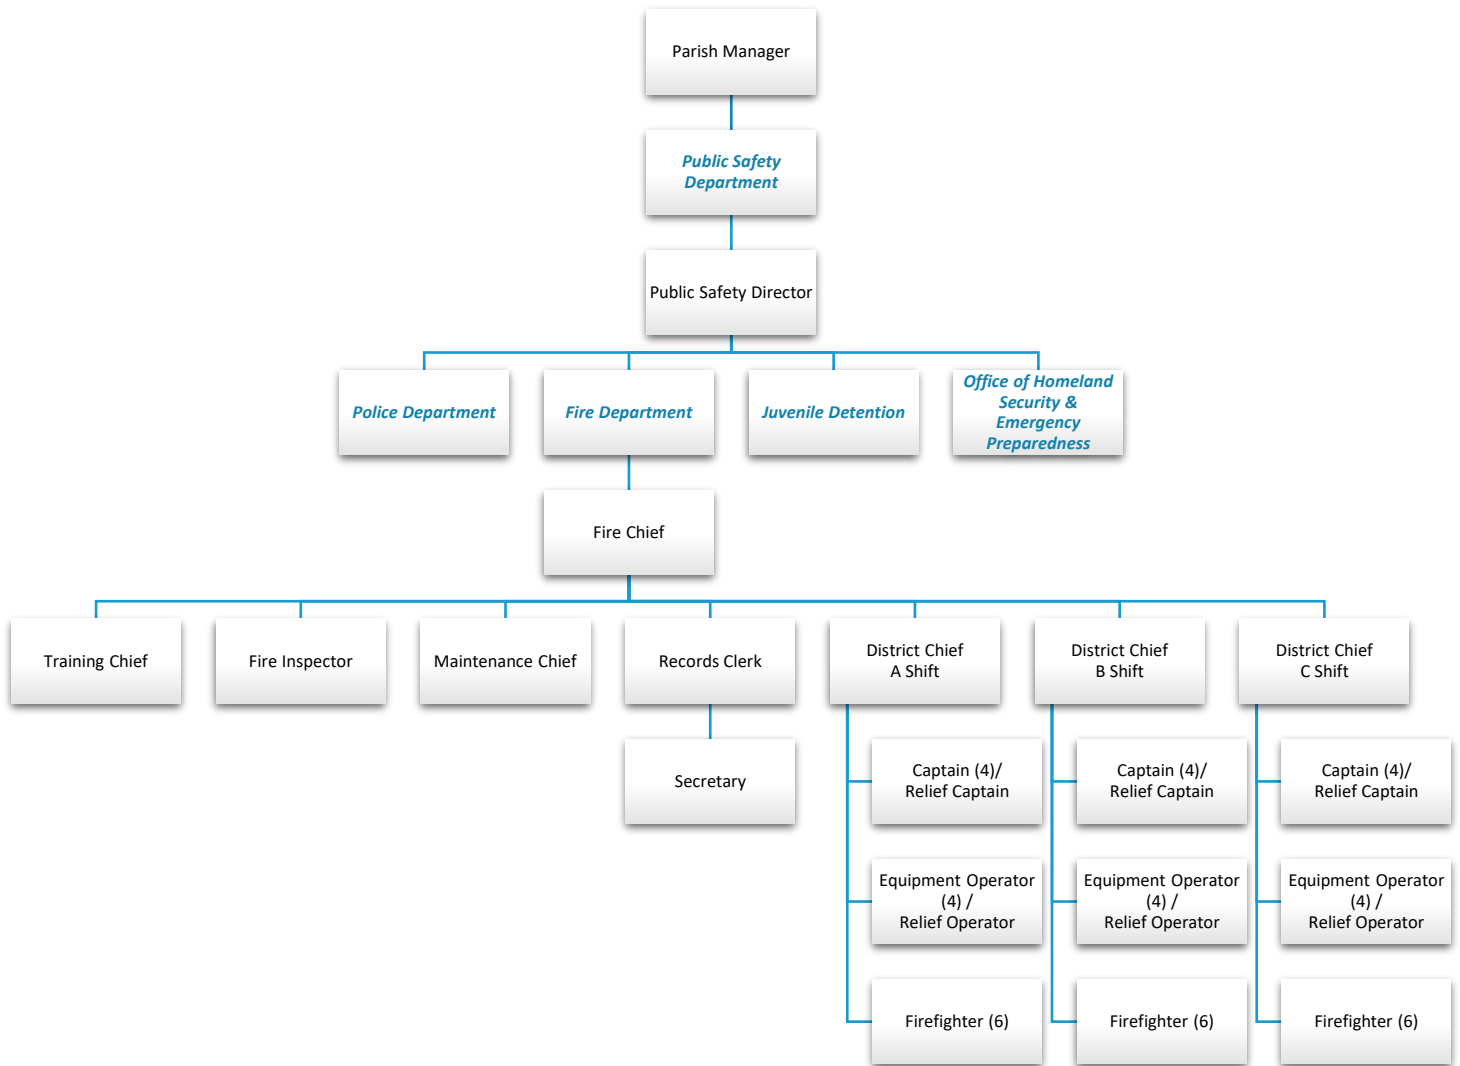 Parish Manager
Public Safety
Department
Public Safety Director
Police Department
Fire Department
Juvenile Detention
Office of Homeland
Security &
Emergency
Preparedness
Fire Chief
Training Chief
Fire Inspector
Maintenance Chief
Records Clerk
District Chief
A Shift
District Chief
B Shift
District Chief
C Shift
Secretary
Captain (4)/
Relief Captain
Captain (4)/
Relief Captain
Captain (4)/
Relief Captain
Equipment Operator
(4) /
Relief Operator
Equipment Operator
(4) /
Relief Operator
Equipment Operator
(4) /
Relief Operator
Firefighter (6)
Firefighter (6)
Firefighter (6)